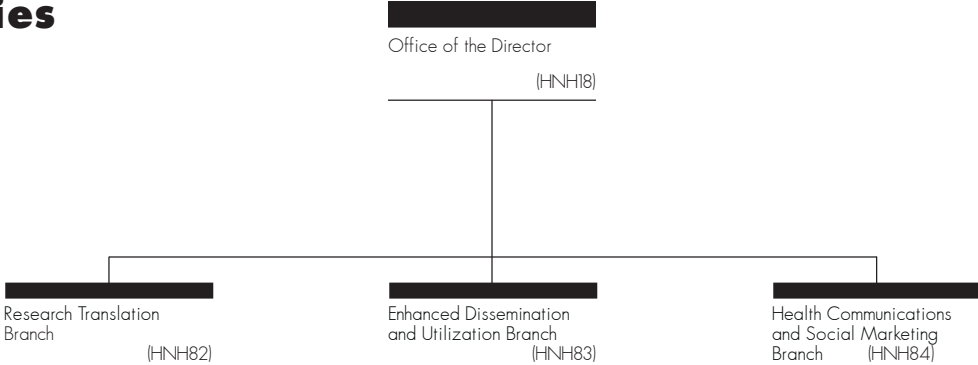 ies
Office of the Director
(HNH18)
Research Translation
Branch
(HNH82)
Enhanced Dissemination
and Utilization Branch
(HNH83)
Health Communications
and Social Marketing
Branch (HNH84)